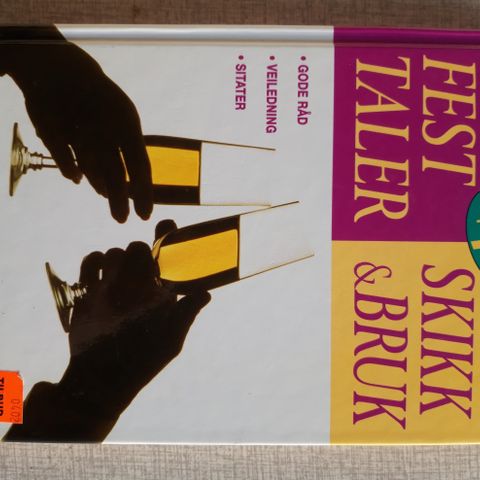 FEST
TALER
SKIKK
& BRUK
• GODE RÅD
• VEILEDNING
• SITATER